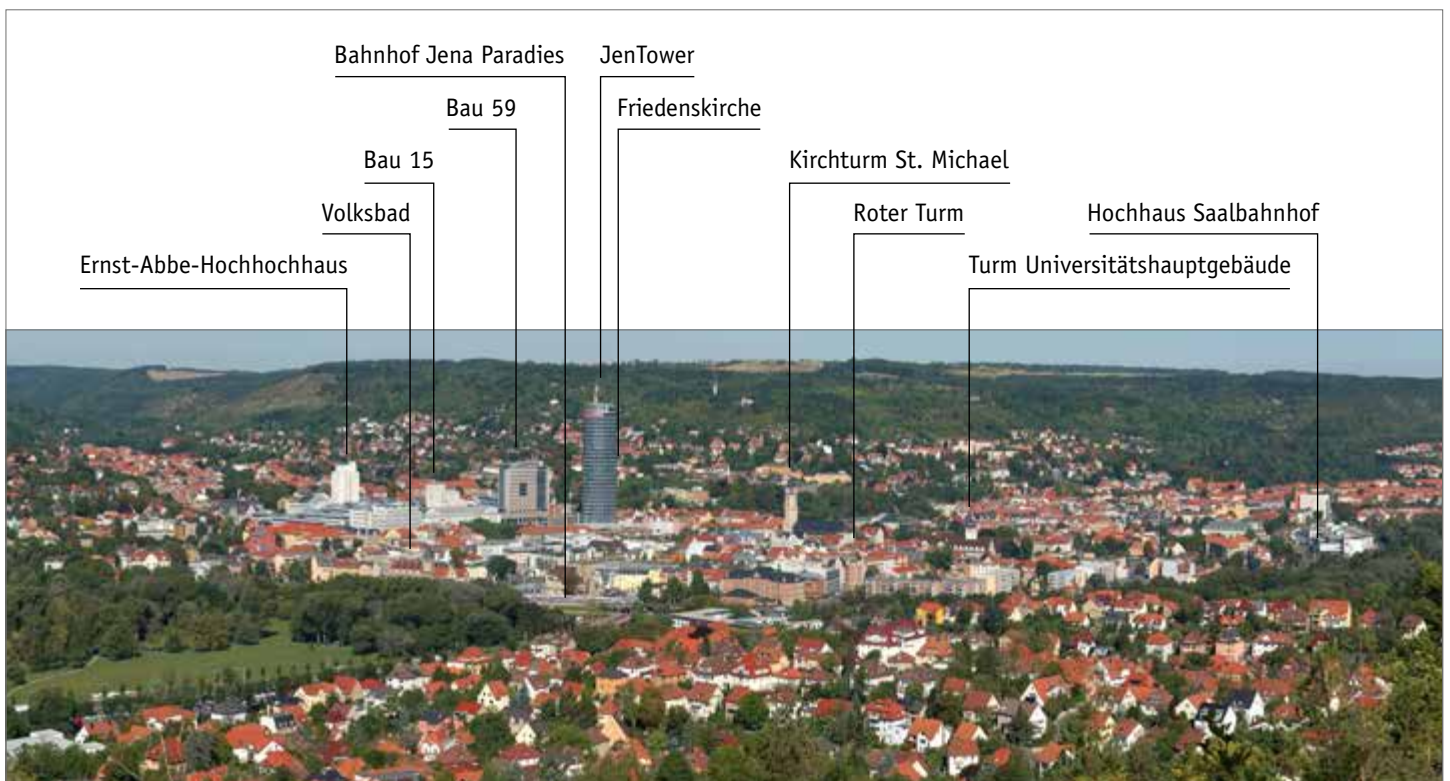 Bahnhof Jena Paradies JenTower
Bau 59 Friedenskirche
Bau 15 Kirchturm St. Michael
Volksbad Roter Turm Hochhaus Saalbahnhof
Ernst-Abbe-Hochhochhaus Turm Universitätshauptgebäude